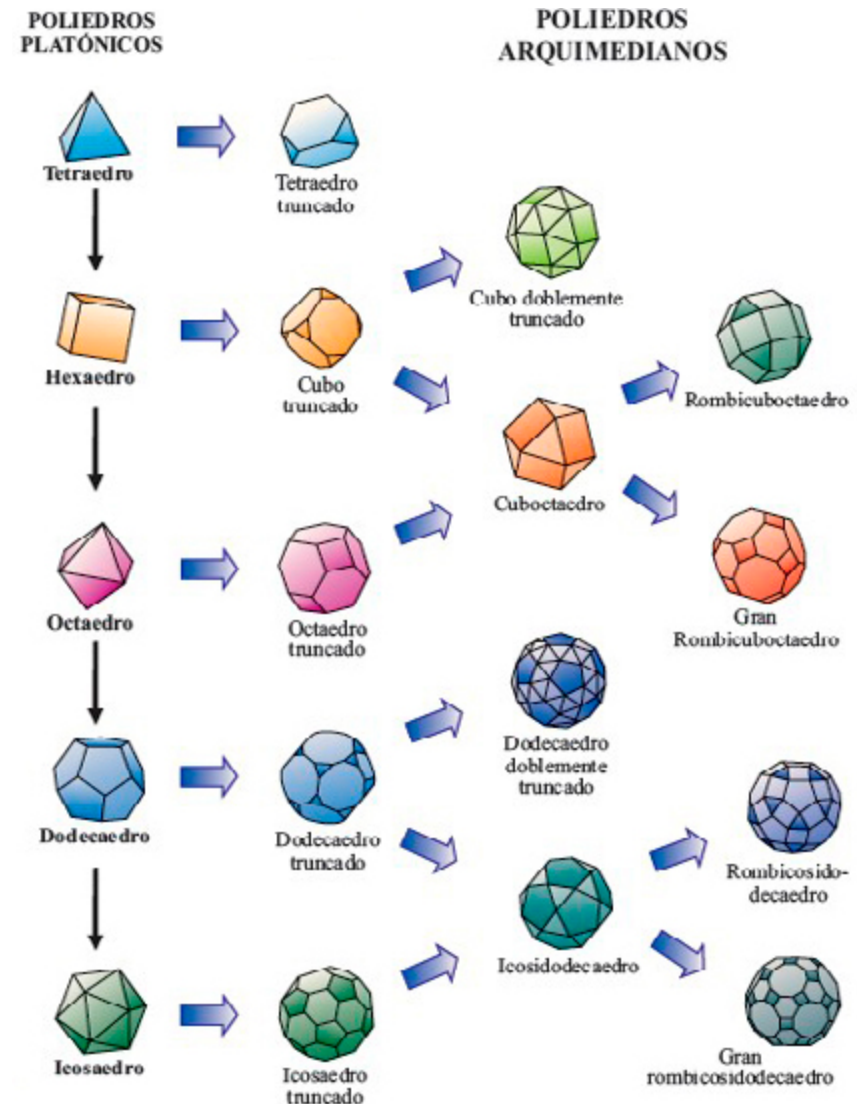 POLIEDROS
PLATÓNICOS
POLIEDROS
ARQUIMEDIANOS
Tetraedro
Tetraedro
truncado
Cubo doblemente
truncado
Hexaedro
Cubo
truncado
Rombicuboctaedro
Cuboctaedro
Octaedro
Octaedro
truncado
Gran
Rombicuboctaedro
Dodecaedro
doblemente
truncado
Dodecaedro
Dodecaedro
truncado
Rombicosido-
decaedro
Icosidodecaedro
Icosaedro
Icosaedro
truncado
Gran
rombicosidodecaedro